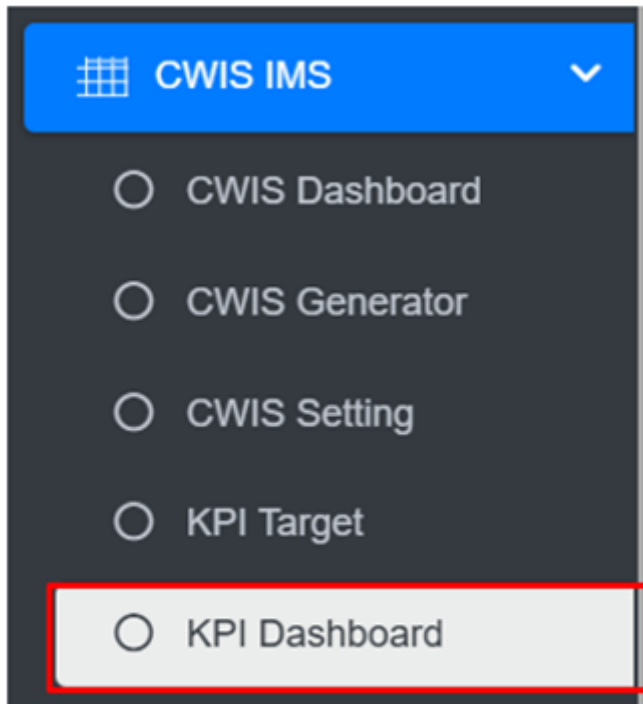 CWIS IMS
CWIS Dashboard
CWIS Generator
CWIS Setting
KPI Target
KPI Dashboard